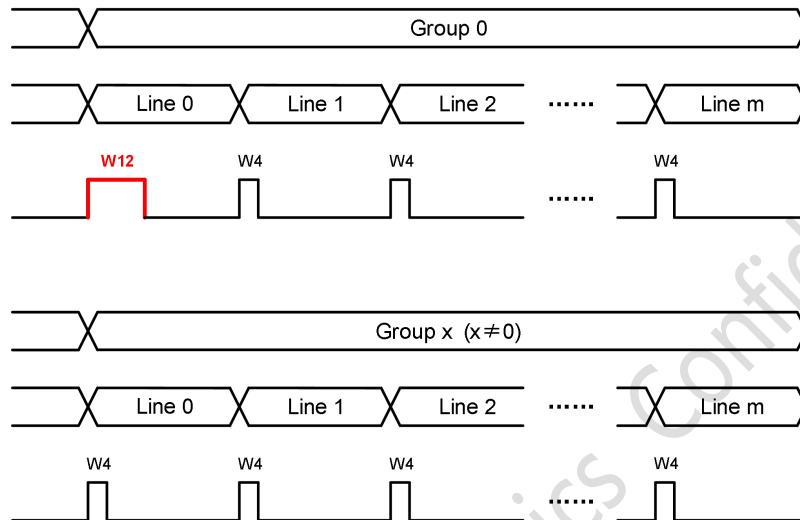 Group 0
Line 0 Line 1 Line 2 ...... Line m
W12 W4 W4 W4
......
Group x (x≠0)
Line 0 Line 1 Line 2 ...... Line m
W4 W4 W4 W4
......